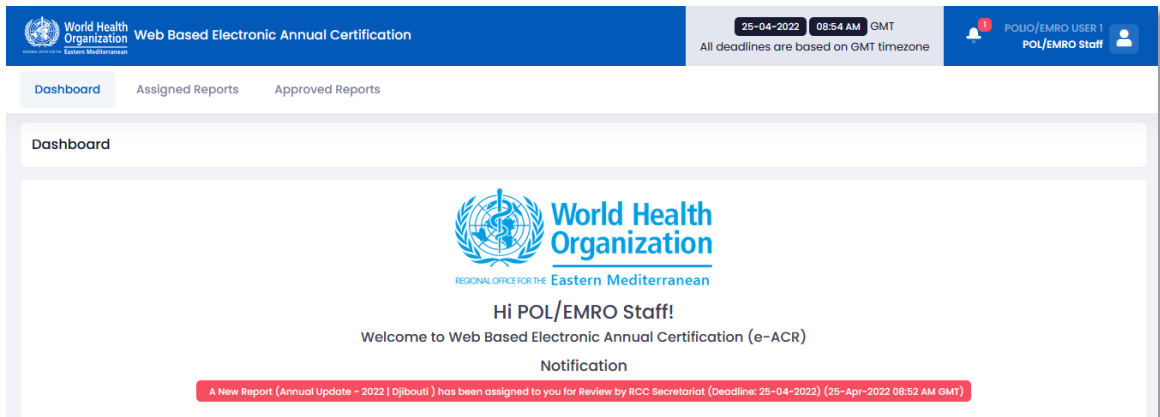 World Health
Organization
REGIONAL OFFICE FOR THE Eastern Mediterranean
Web Based Electronic Annual Certification
25-04-2022 08:54 AM GMT
All deadlines are based on GMT timezone
1
POLIO/EMRO USER 1
POL/EMRO Staff
Dashboard Assigned Reports Approved Reports
Dashboard
World Health
Organization
REGIONAL OFFICE FOR THE Eastern Mediterranean
Hi POL/EMRO Staff!
Welcome to Web Based Electronic Annual Certification (e-ACR)
Notification
A New Report (Annual Update - 2022 | Djibouti ) has been assigned to you for Review by RCC Secretariat (Deadline: 25-04-2022) (25-Apr-2022 08:52 AM GMT)